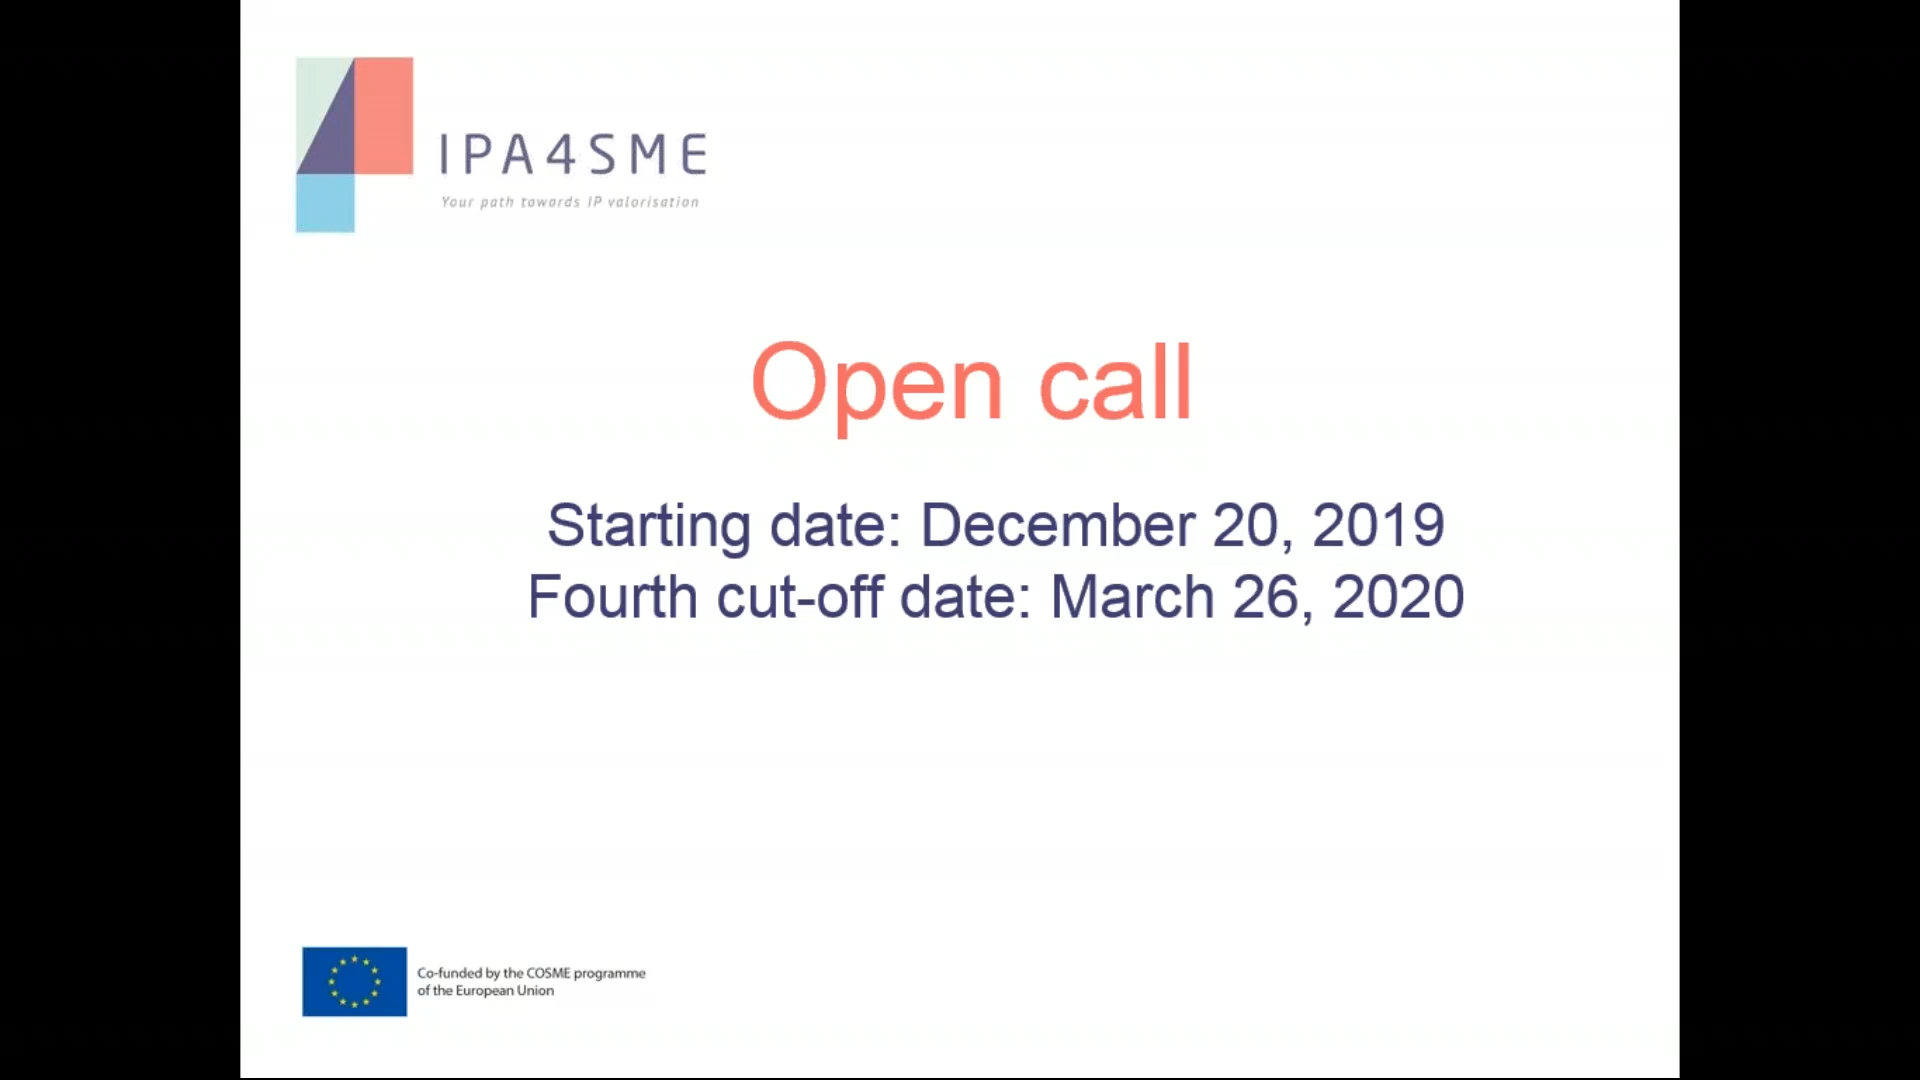 IPA4SME
Your path towards IP valorisation
Open call
Starting date: December 20, 2019
Fourth cut-off date: March 26, 2020
Co-funded by the COSME programme
of the European Union